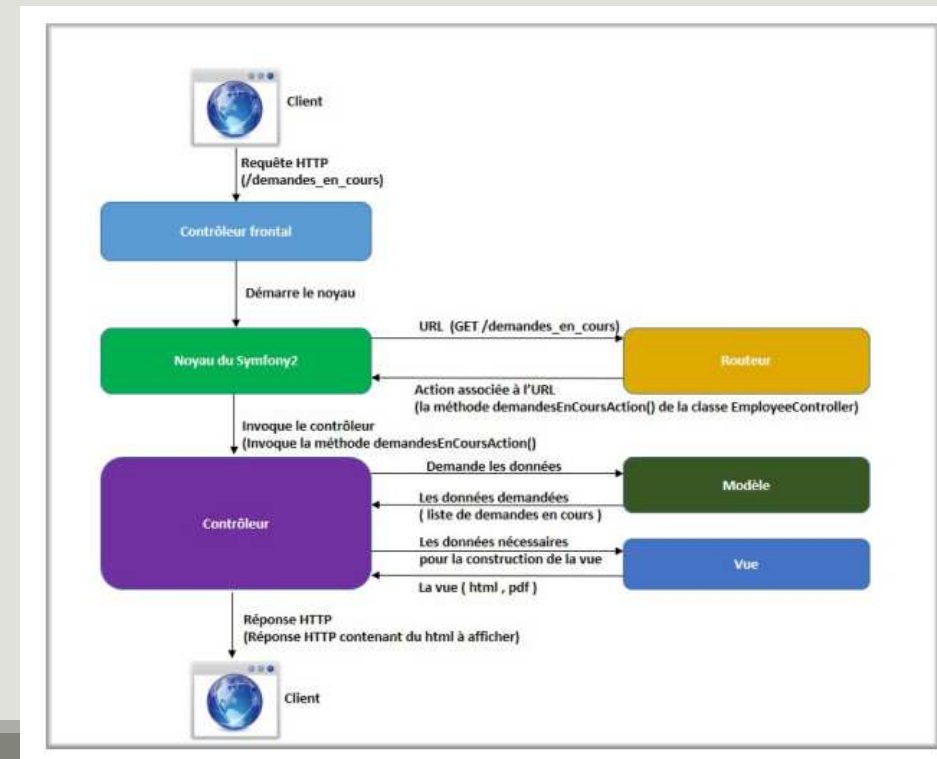 Client
Requête HTTP
(/demandes_en_cours)
Contrôleur frontal
Démarre le noyau
URL (GET /demandes_en_cours)
Noyau du Symfony2
Routeur
Action associée à l'URL
(la méthode demandesEnCoursAction() de la classe EmployeeController)
Invoque le contrôleur
(Invoque la méthode demandesEnCoursAction()
Demande les données
Modèle
Les données demandées
( liste de demandes en cours )
Contrôleur
Les données nécessaires
pour la construction de la vue
Vue
La vue ( html , pdf )
Réponse HTTP
(Réponse HTTP contenant du html à afficher)
Client